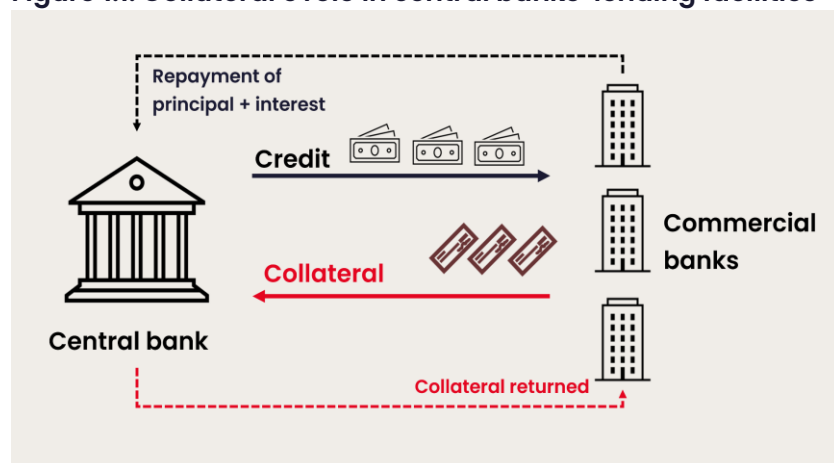 Repayment of
principal + interest
Credit
Commercial
banks
Collateral
Central bank
Collateral returned